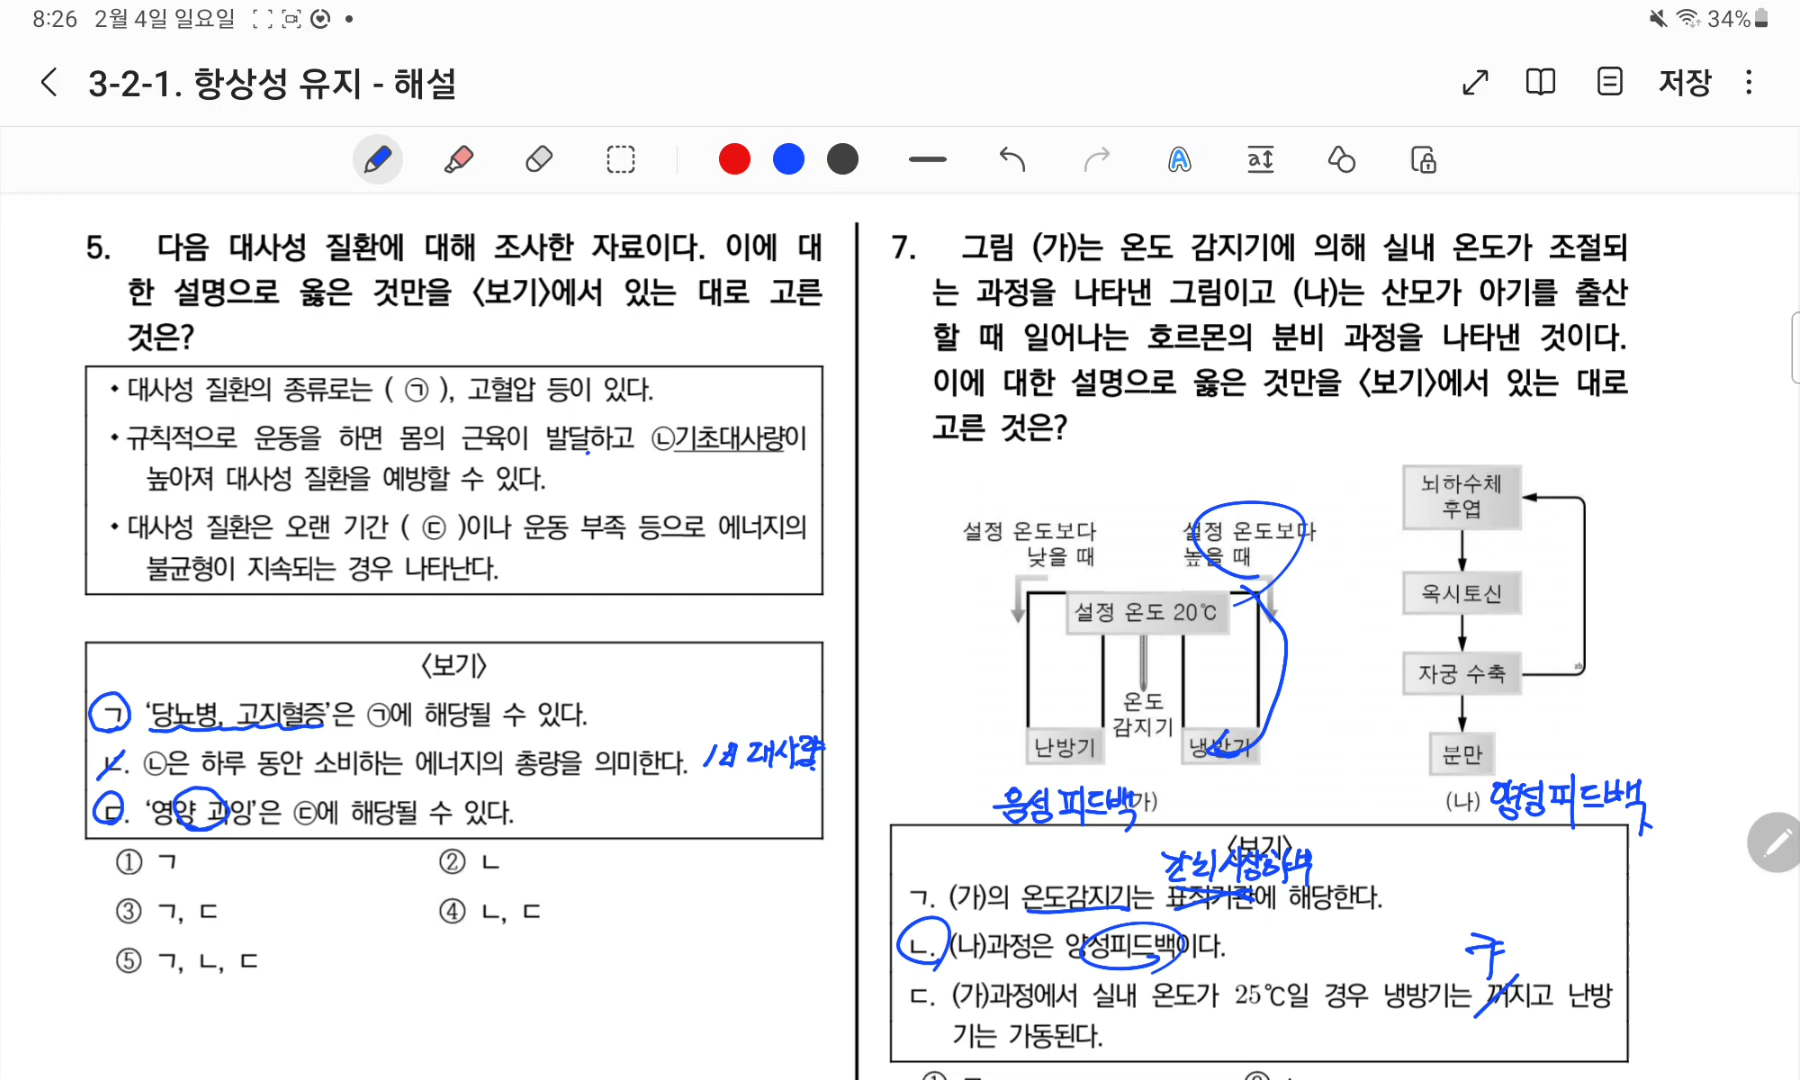 8:26 2월 4일 일요일
34%
3-2-1. 항상성 유지 - 해설
저장
5. 다음 대사성 질환에 대해 조사한 자료이다. 이에 대
한 설명으로 옳은 것만을 <보기>에서 있는 대로 고른
것은?
• 대사성 질환의 종류로는 ( ㉠ ), 고혈압 등이 있다.
• 규칙적으로 운동을 하면 몸의 근육이 발달하고 ㉡기초대사량이
높아져 대사성 질환을 예방할 수 있다.
• 대사성 질환은 오랜 기간 ( ㉢ )이나 운동 부족 등으로 에너지의
불균형이 지속되는 경우 나타난다.
<보기>
ㄱ. '당뇨병, 고지혈증'은 ㉠에 해당될 수 있다.
ㄴ. ㉡은 하루 동안 소비하는 에너지의 총량을 의미한다. 1일 대사량
ㄷ. '영양 과잉'은 ㉢에 해당될 수 있다.
① ㄱ ② ㄴ
③ ㄱ, ㄷ ④ ㄴ, ㄷ
⑤ ㄱ, ㄴ, ㄷ
7. 그림 (가)는 온도 감지기에 의해 실내 온도가 조절되
는 과정을 나타낸 그림이고 (나)는 산모가 아기를 출산
할 때 일어나는 호르몬의 분비 과정을 나타낸 것이다.
이에 대한 설명으로 옳은 것만을 <보기>에서 있는 대로
고른 것은?
설정 온도보다
낮을 때
설정 온도보다
높을 때
설정 온도 20℃
온도
감지기
난방기
냉방기
음성 피드백
(가)
뇌하수체
후엽
옥시토신
자궁 수축
분만
(나) 양성 피드백
<보기>
간뇌 시상하부
ㄱ. (가)의 온도감지기는 표적기관에 해당한다.
ㄴ. (나)과정은 양성피드백이다.
ㄷ. (가)과정에서 실내 온도가 25℃일 경우 냉방기는 꺼지고 난방
기는 가동된다.